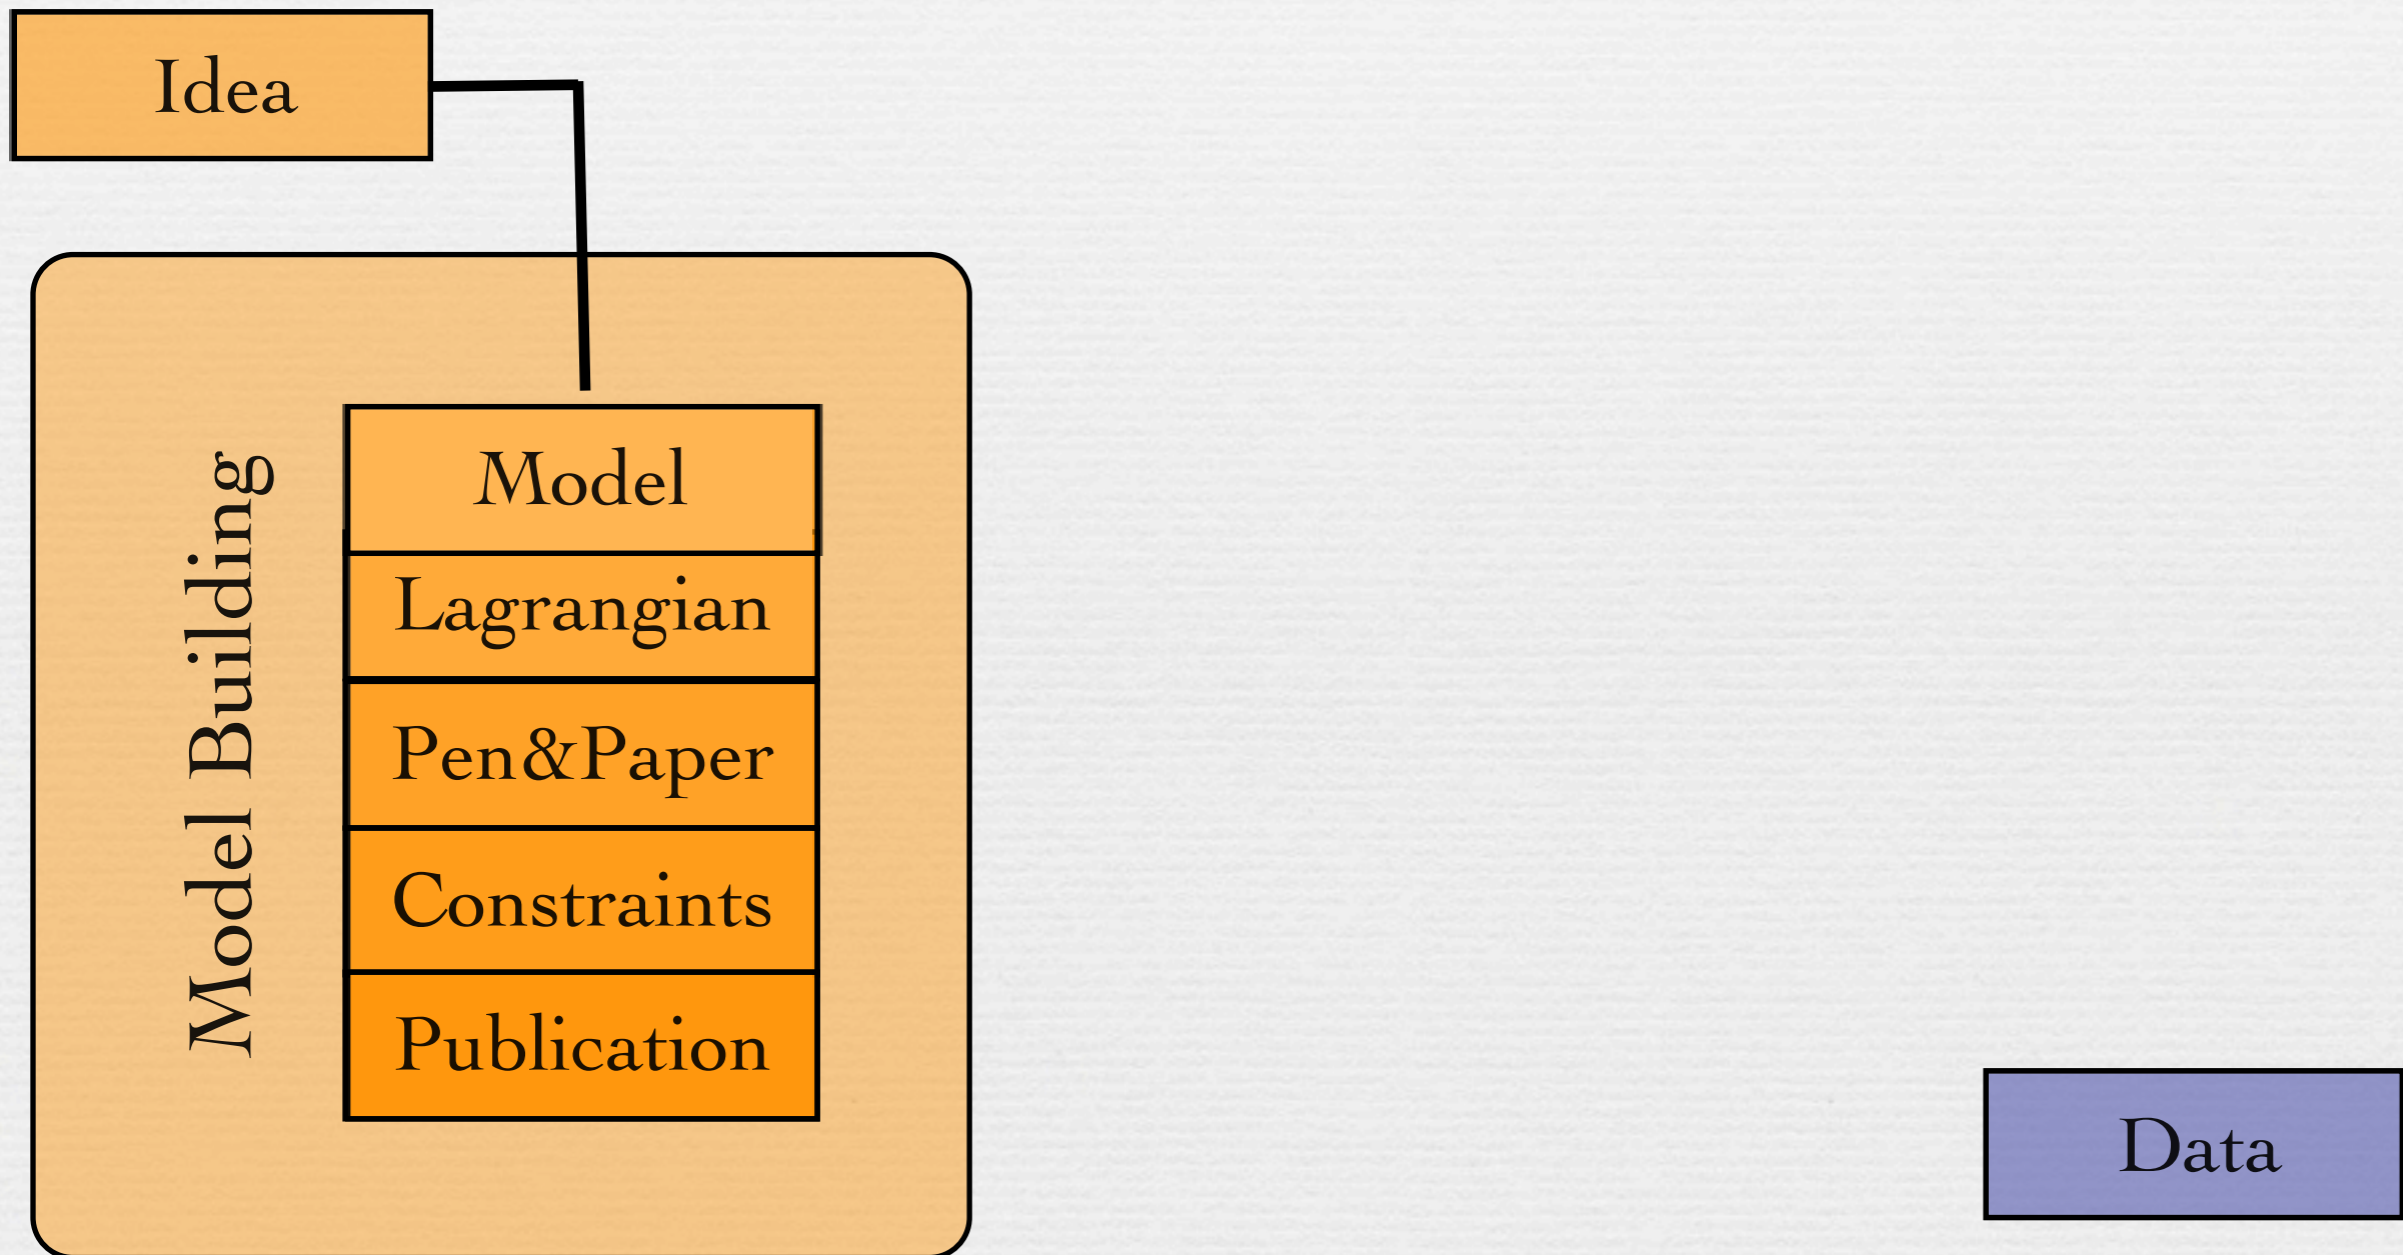 Idea
Model Building
Model
Lagrangian
Pen&Paper
Constraints
Publication
Data